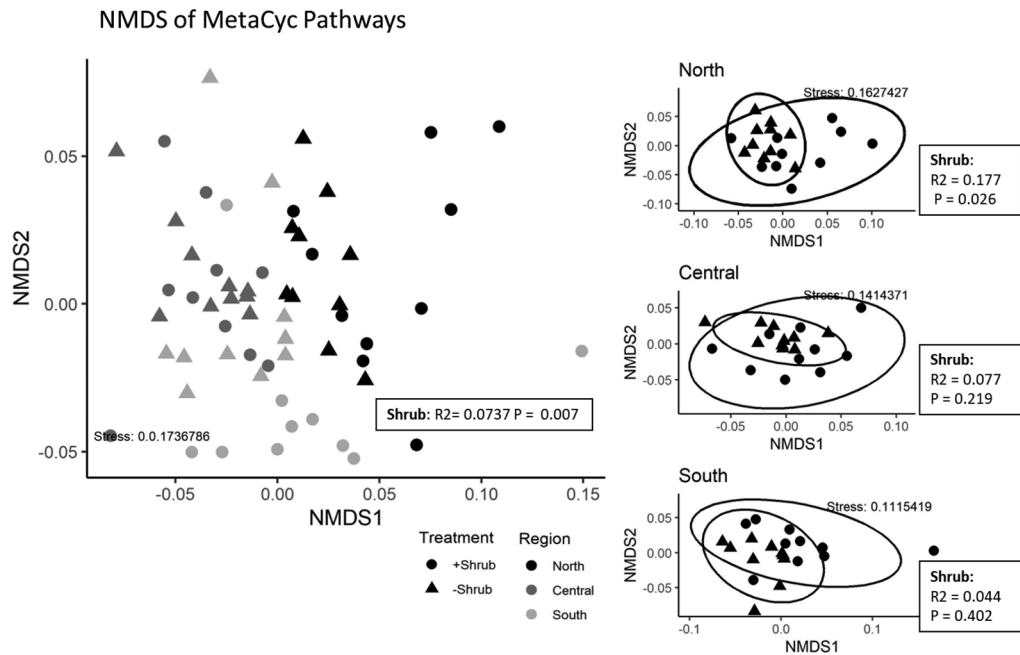 NMDS of MetaCyc Pathways
NMDS2
0.05
0.00
-0.05
Stress: 0.0.1736786
Shrub: R2= 0.0737 P = 0.007
-0.05
0.00
0.05
0.10
0.15
NMDS1
Treatment
+Shrub
-Shrub
Region
North
Central
South
North
Stress: 0.1627427
NMDS2
0.05
0.00
-0.05
-0.10
-0.10
-0.05
0.00
0.05
0.10
NMDS1
Shrub:
R2 = 0.177
P = 0.026
Central
Stress: 0.1414371
NMDS2
0.05
0.00
-0.05
-0.05
0.00
0.05
0.10
NMDS1
Shrub:
R2 = 0.077
P = 0.219
South
Stress: 0.1115419
NMDS2
0.05
0.00
-0.05
-0.1
0.0
0.1
NMDS1
Shrub:
R2 = 0.044
P = 0.402